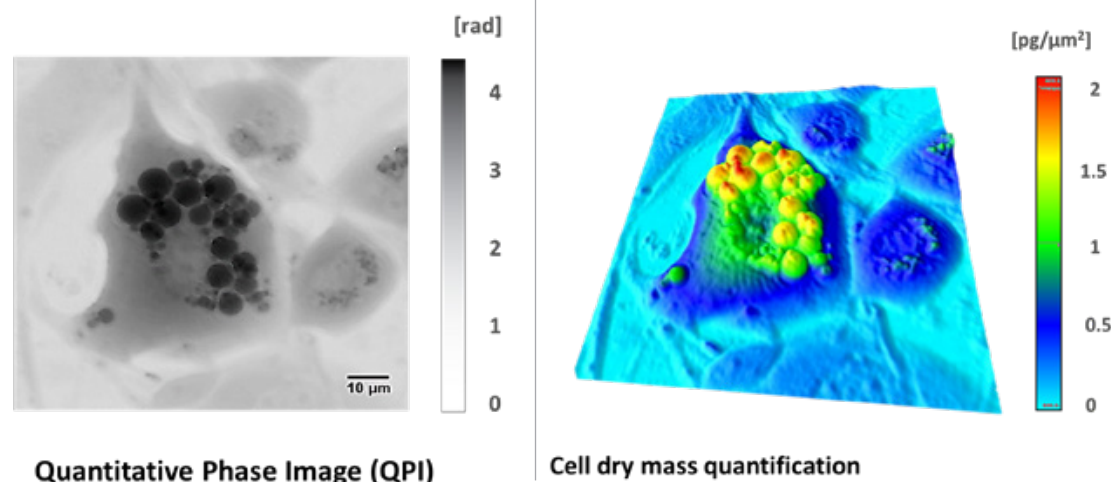 [rad]
4
3
2
1
0
10 µm
Quantitative Phase Image (QPI)
[pg/µm²]
2
1.5
1
0.5
0
Cell dry mass quantification